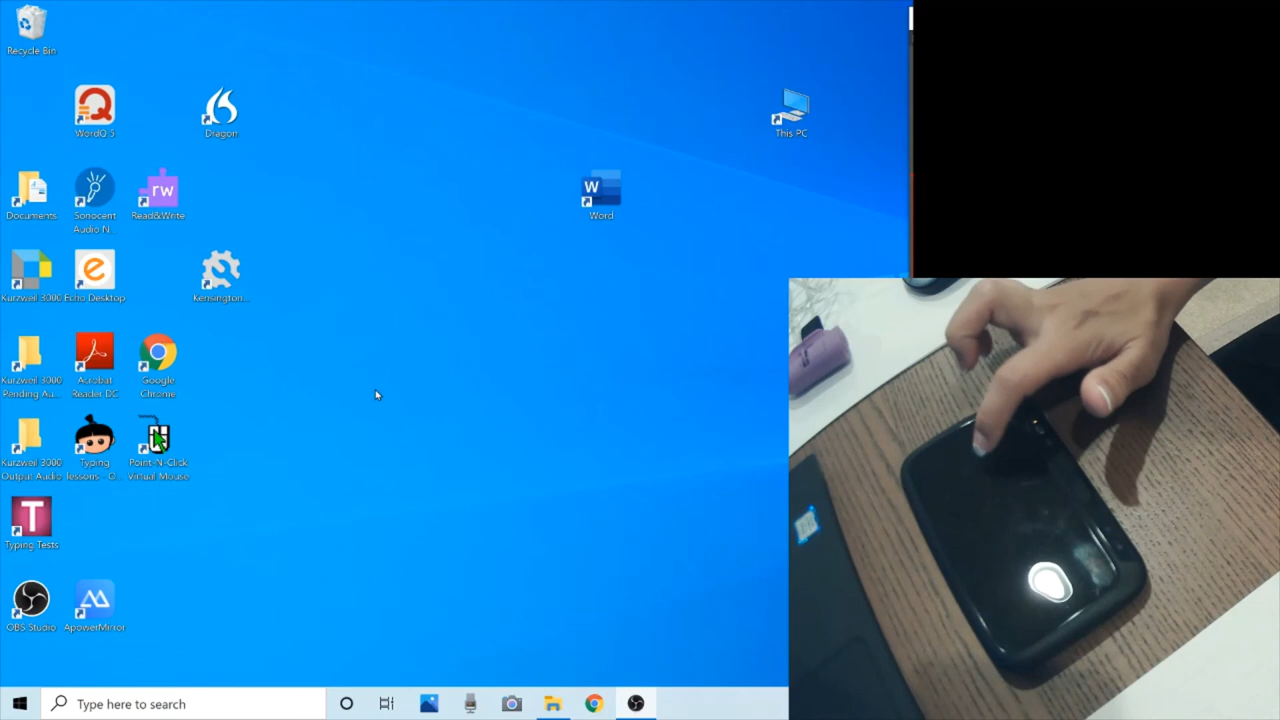 Recycle Bin
WordQ 5
Dragon
This PC
Documents
Sonocent
Audio N...
rw
Read&Write
W
Word
Kurzweil 3000
Echo Desktop
Kensington...
Kurzweil 3000
Pending Au...
Acrobat
Reader DC
Google
Chrome
Kurzweil 3000
Output Audio
Typing
lessons - O...
Point-N-Click
Virtual Mouse
T
Typing Tests
OBS Studio
ApowerMirror
Type here to search